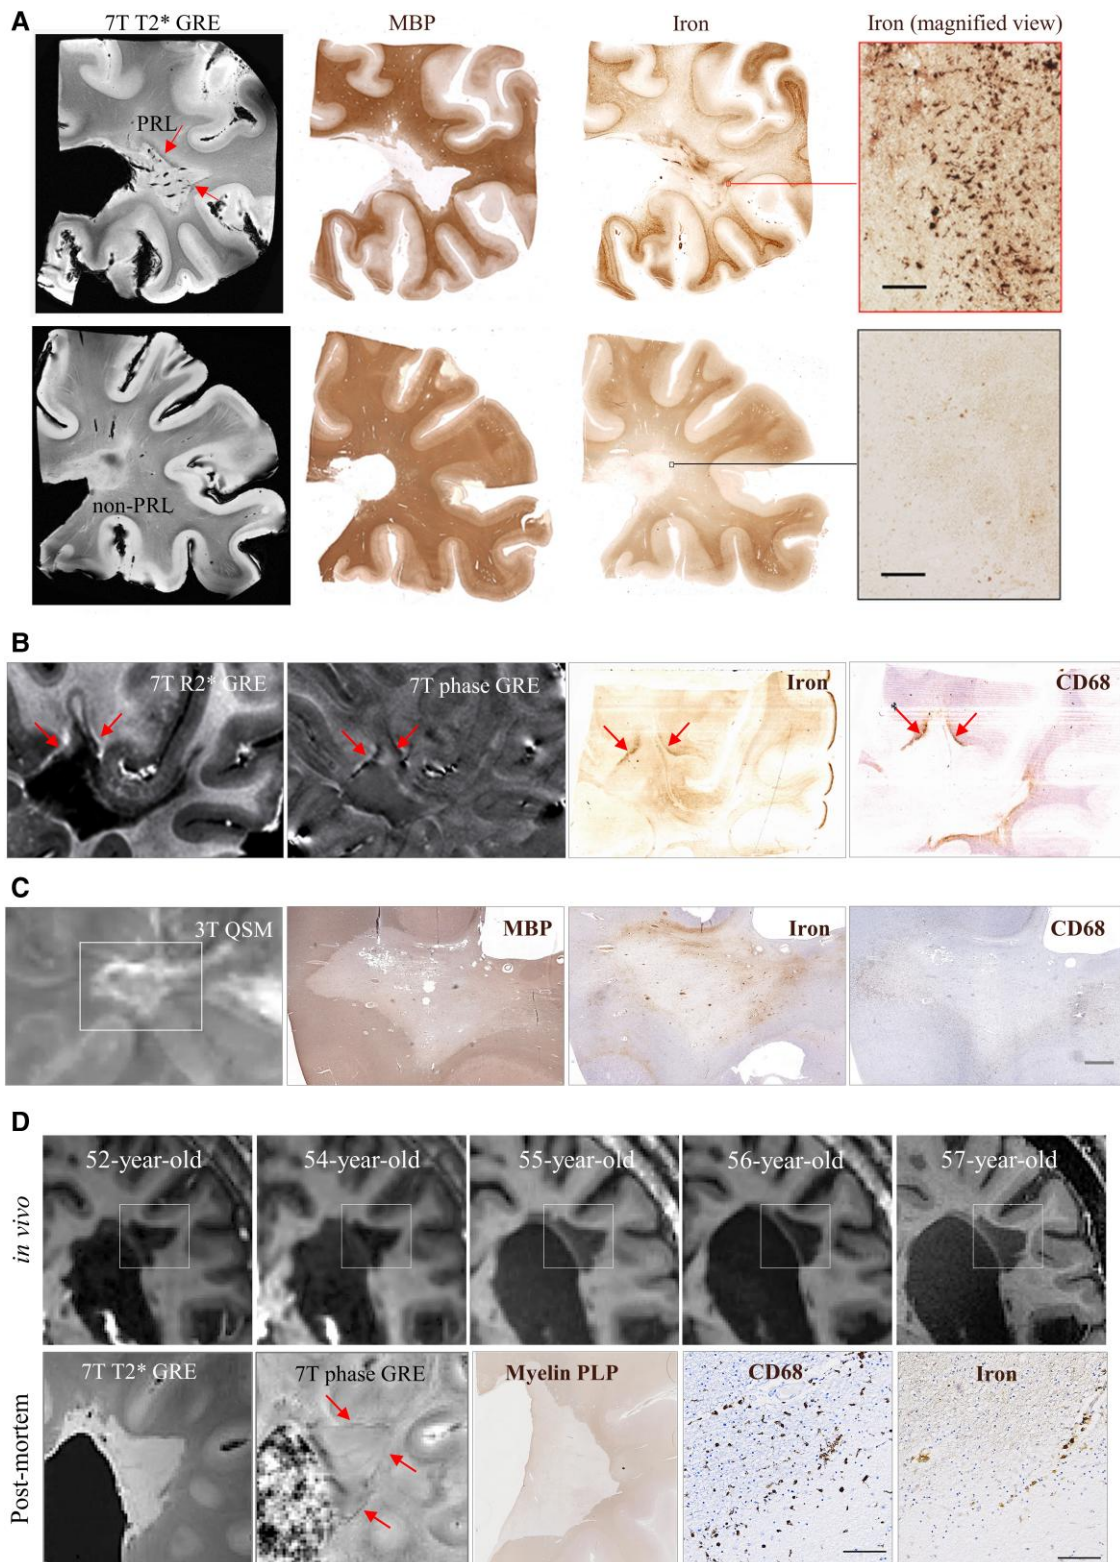 A
7T T2* GRE
MBP
Iron
Iron (magnified view)
PRL
non-PRL
B
7T R2* GRE
7T phase GRE
Iron
CD68
C
3T QSM
MBP
Iron
CD68
D
in vivo
52-year-old
54-year-old
55-year-old
56-year-old
57-year-old
Post-mortem
7T T2* GRE
7T phase GRE
Myelin PLP
CD68
Iron